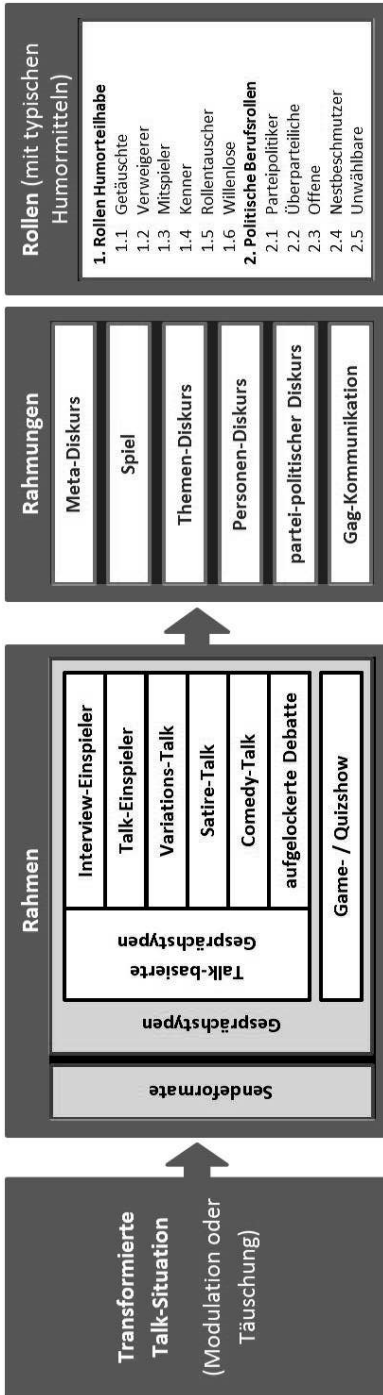 Transformierte
Talk-Situation
(Modulation oder
Täuschung)
Rahmen
Sendeformate
Gesprächstypen
Talk-basierte
Gesprächstypen
Interview-Einspieler
Talk-Einspieler
Variations-Talk
Satire-Talk
Comedy-Talk
aufgelockerte Debatte
Game- / Quizshow
Rahmungen
Meta-Diskurs
Spiel
Themen-Diskurs
Personen-Diskurs
partei-politischer Diskurs
Gag-Kommunikation
Rollen (mit typischen
Humormitteln)
1. Rollen Humorteilhabe
1.1 Getäuschte
1.2 Verweigerer
1.3 Mitspieler
1.4 Kenner
1.5 Rollentauscher
1.6 Willenlose
2. Politische Berufsrollen
2.1 Parteipolitiker
2.2 Überparteiliche
2.3 Offene
2.4 Nestbeschmutzer
2.5 Unwählbare